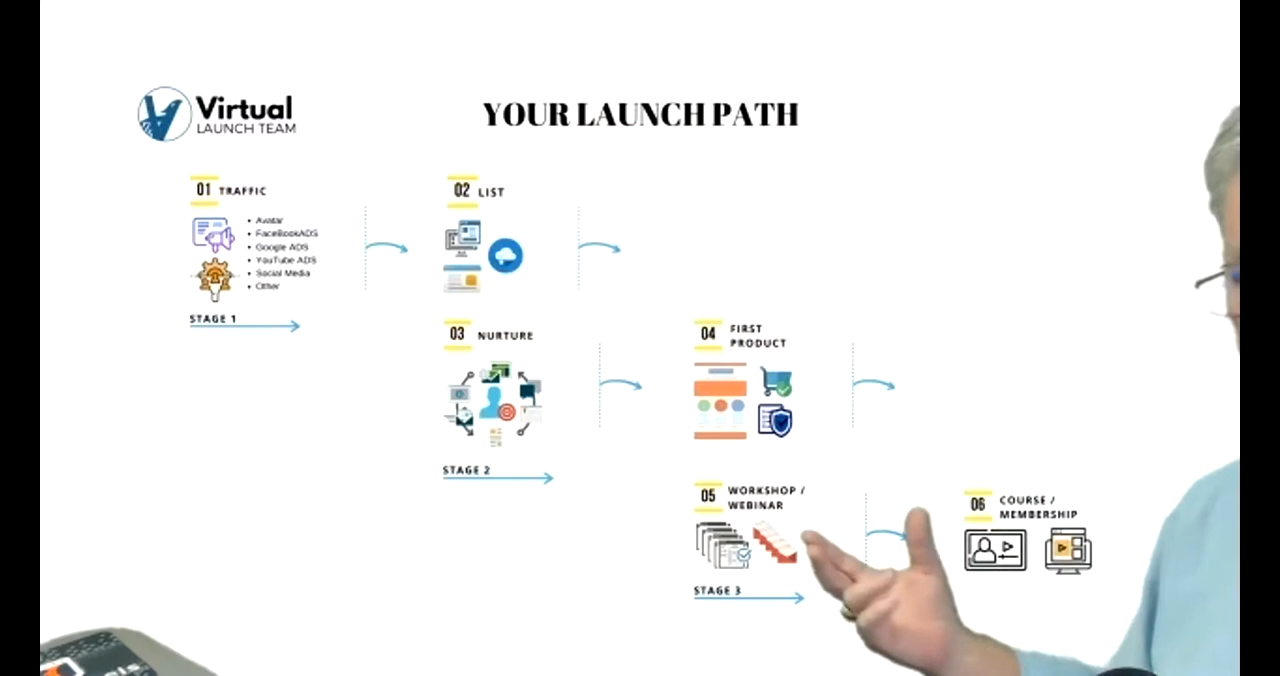 Virtual
LAUNCH TEAM
YOUR LAUNCH PATH
01 TRAFFIC
• Avatar
• FaceBookADS
• Google ADS
• YouTube ADS
• Social Media
• Other
STAGE 1
02 LIST
03 NURTURE
STAGE 2
04 FIRST
PRODUCT
05 WORKSHOP /
WEBINAR
STAGE 3
06 COURSE /
MEMBERSHIP